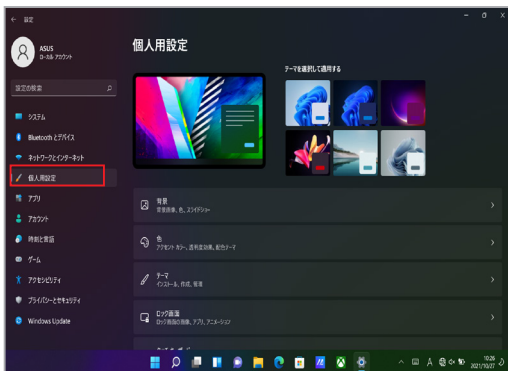 設定
ASUS
ローカル アカウント
設定の検索
システム
Bluetooth とデバイス
ネットワークとインターネット
個人用設定
アプリ
アカウント
時刻と言語
ゲーム
アクセシビリティ
プライバシーとセキュリティ
Windows Update
個人用設定
テーマを選択して適用する
背景
背景画像、色、スライドショー
色
アクセント カラー、透明度効果、配色テーマ
テーマ
インストール、作成、管理
ロック画面
ロック画面の画像、アプリ、アニメーション
A
10:26
2021/10/27